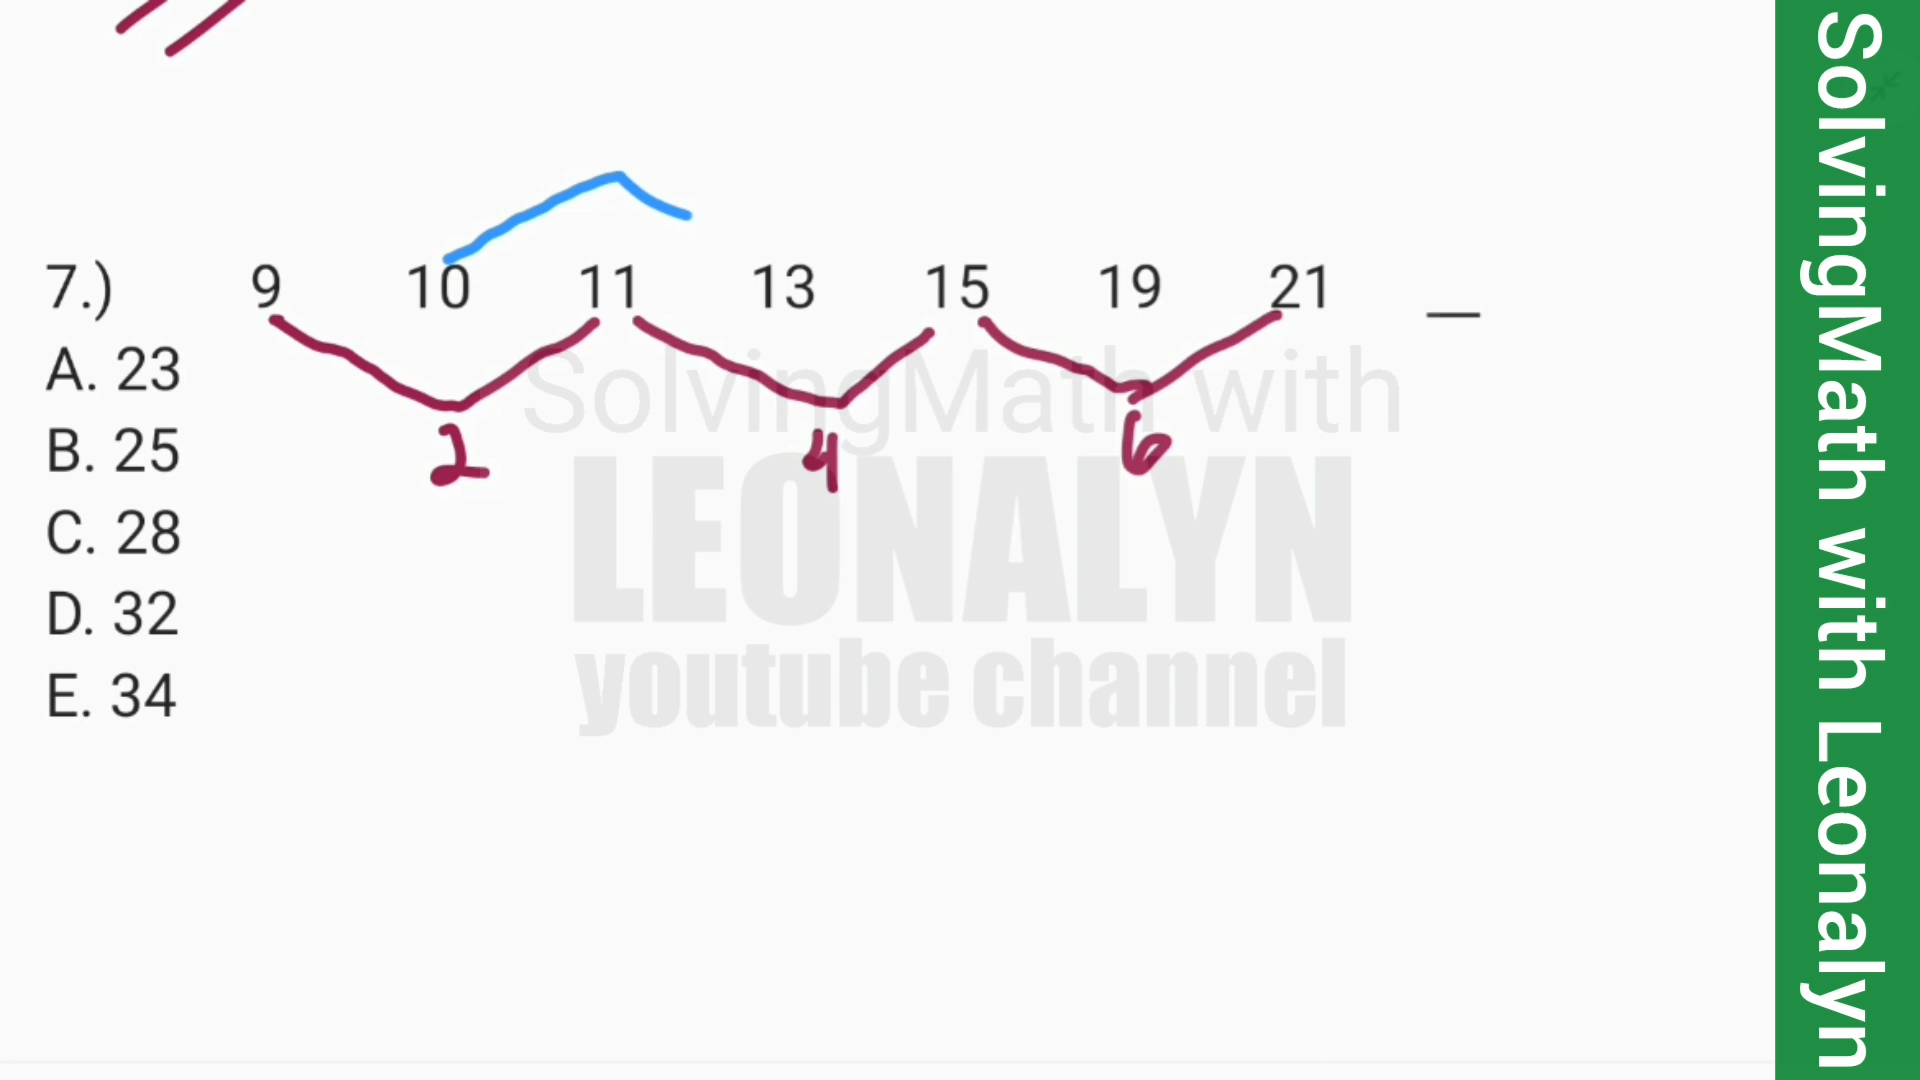 7.) 9 10 11 13 15 19 21 _
A. 23
B. 25
C. 28
D. 32
E. 34
2 4 6
SolvingMath with
LEONALYN
youtube channel
SolvingMath with Leonalyn